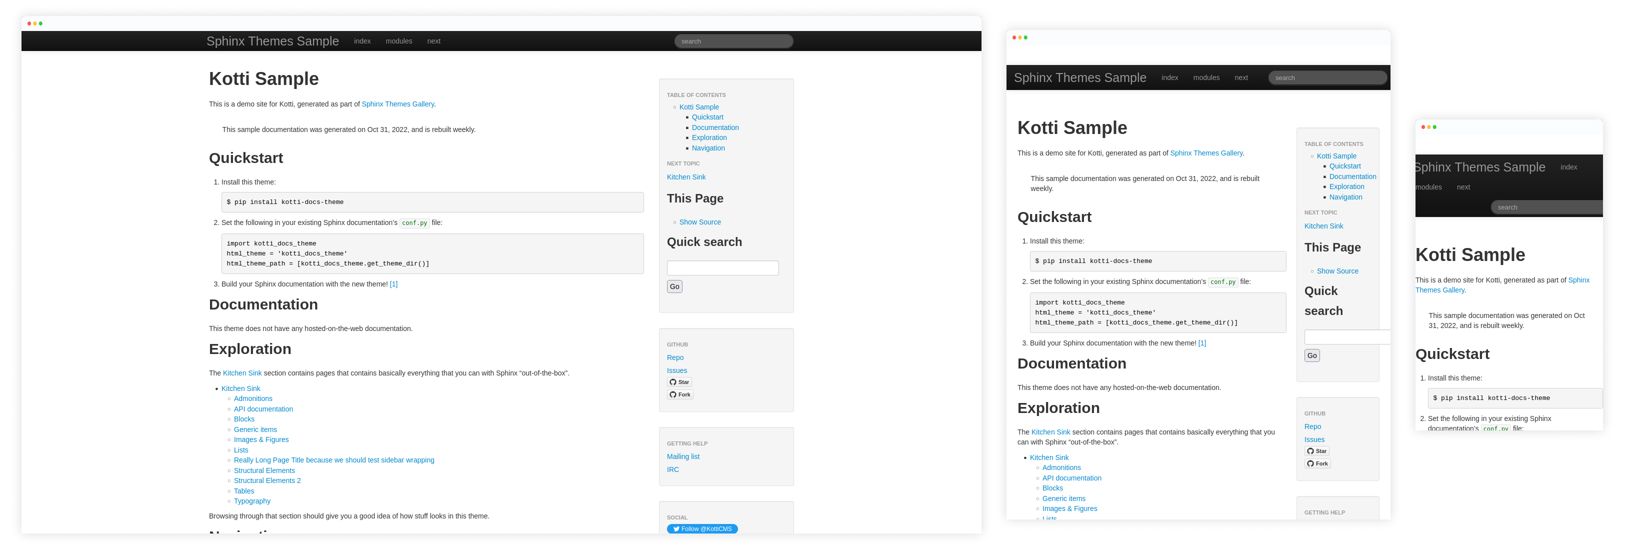 Sphinx Themes Sample index modules next search
Kotti Sample
This is a demo site for Kotti, generated as part of Sphinx Themes Gallery.
This sample documentation was generated on Oct 31, 2022, and is rebuilt weekly.
Quickstart
1. Install this theme:
$ pip install kotti-docs-theme
2. Set the following in your existing Sphinx documentation's conf.py file:
import kotti_docs_theme
html_theme = 'kotti_docs_theme'
html_theme_path = [kotti_docs_theme.get_theme_dir()]
3. Build your Sphinx documentation with the new theme! [1]
Documentation
This theme does not have any hosted-on-the-web documentation.
Exploration
The Kitchen Sink section contains pages that contains basically everything that you can with Sphinx “out-of-the-box”.
Kitchen Sink
Admonitions
API documentation
Blocks
Generic items
Images & Figures
Lists
Really Long Page Title because we should test sidebar wrapping
Structural Elements
Structural Elements 2
Tables
Typography
Browsing through that section should give you a good idea of how stuff looks in this theme.
TABLE OF CONTENTS
Kotti Sample
Quickstart
Documentation
Exploration
Navigation
NEXT TOPIC
Kitchen Sink
This Page
Show Source
Quick search
Go
GITHUB
Repo
Issues
Star
Fork
GETTING HELP
Mailing list
IRC
SOCIAL
Follow @KottiCMS
Sphinx Themes Sample index modules next search
Kotti Sample
This is a demo site for Kotti, generated as part of Sphinx Themes Gallery.
This sample documentation was generated on Oct 31, 2022, and is rebuilt
weekly.
Quickstart
1. Install this theme:
$ pip install kotti-docs-theme
2. Set the following in your existing Sphinx documentation's conf.py file:
import kotti_docs_theme
html_theme = 'kotti_docs_theme'
html_theme_path = [kotti_docs_theme.get_theme_dir()]
3. Build your Sphinx documentation with the new theme! [1]
Documentation
This theme does not have any hosted-on-the-web documentation.
Exploration
The Kitchen Sink section contains pages that contains basically everything that you
can with Sphinx “out-of-the-box”.
Kitchen Sink
Admonitions
API documentation
Blocks
Generic items
Images & Figures
Lists
TABLE OF CONTENTS
Kotti Sample
Quickstart
Documentation
Exploration
Navigation
NEXT TOPIC
Kitchen Sink
This Page
Show Source
Quick
search
Go
GITHUB
Repo
Issues
Star
Fork
GETTING HELP
Sphinx Themes Sample index
modules next
search
Kotti Sample
This is a demo site for Kotti, generated as part of Sphinx
Themes Gallery.
This sample documentation was generated on Oct
31, 2022, and is rebuilt weekly.
Quickstart
1. Install this theme:
$ pip install kotti-docs-theme
2. Set the following in your existing Sphinx
documentation's conf.py file: